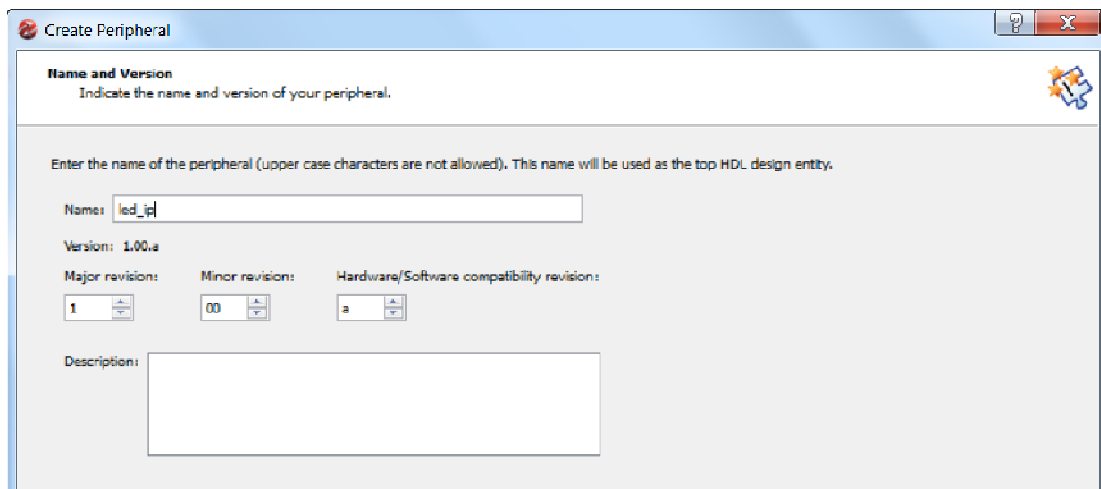 Create Peripheral
Name and Version
Indicate the name and version of your peripheral.
Enter the name of the peripheral (upper case characters are not allowed). This name will be used as the top HDL design entity.
Name: led_ip
Version: 1.00.a
Major revision: Minor revision: Hardware/Software compatibility revision:
1 00 a
Description: